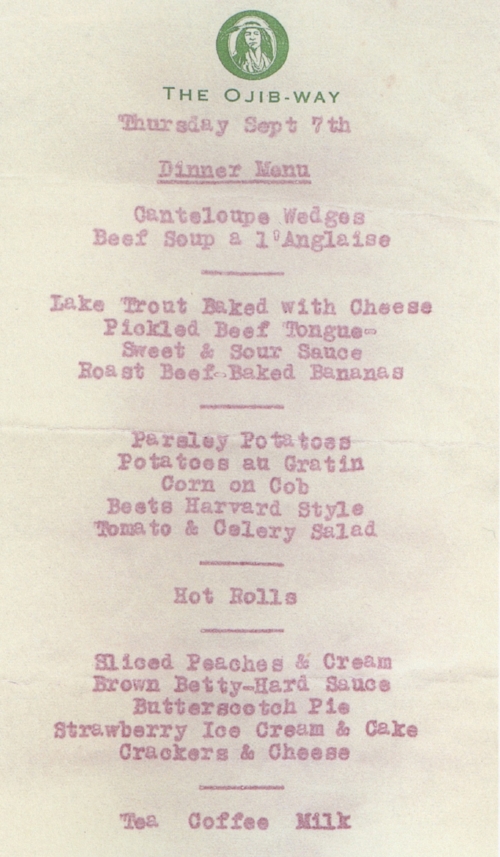 THE OJIB-WAY
Thursday Sept 7th
Dinner Menu
Canteloupe Wedges
Beef Soup a l'Anglaise
Lake Trout Baked with Cheese
Pickled Beef Tongue-
Sweet & Sour Sauce
Roast Beef-Baked Bananas
Parsley Potatoes
Potatoes au Gratin
Corn on Cob
Beets Harvard Style
Tomato & Celery Salad
Hot Rolls
Sliced Peaches & Cream
Brown Betty-Hard Sauce
Butterscotch Pie
Strawberry Ice Cream & Cake
Crackers & Cheese
Tea Coffee Milk